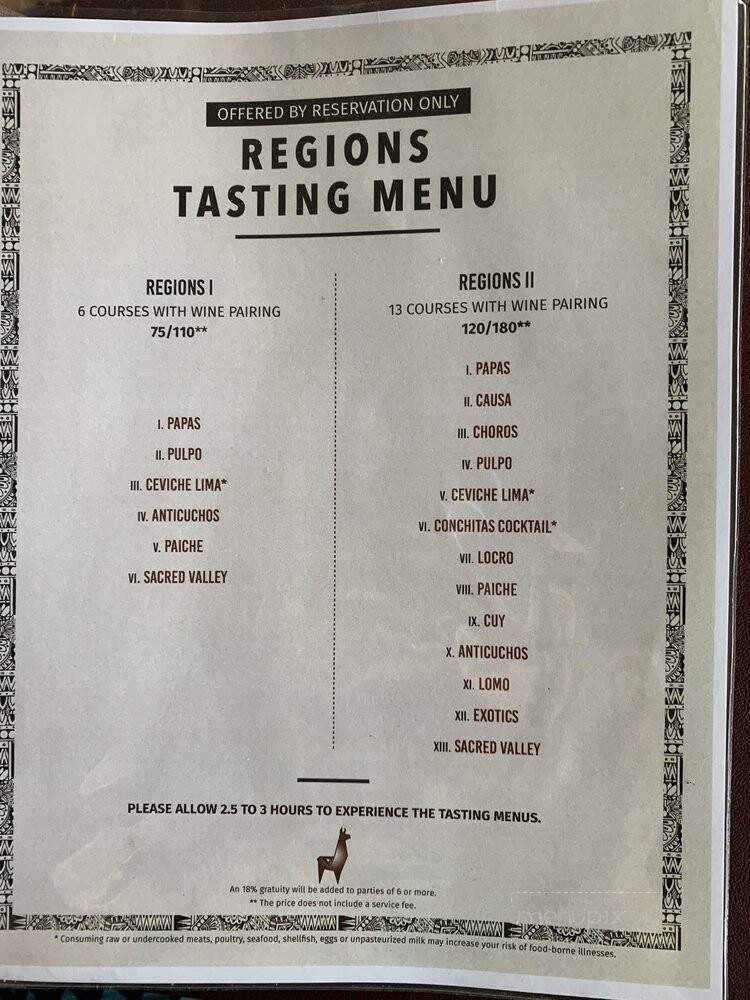 OFFERED BY RESERVATION ONLY
REGIONS
TASTING MENU
REGIONS I
6 COURSES WITH WINE PAIRING
75/110**
I. PAPAS
II. PULPO
III. CEVICHE LIMA*
IV. ANTICUCHOS
V. PAICHE
VI. SACRED VALLEY
REGIONS II
13 COURSES WITH WINE PAIRING
120/180**
I. PAPAS
II. CAUSA
III. CHOROS
IV. PULPO
V. CEVICHE LIMA*
VI. CONCHITAS COCKTAIL*
VII. LOCRO
VIII. PAICHE
IX. CUY
X. ANTICUCHOS
XI. LOMO
XII. EXOTICS
XIII. SACRED VALLEY
PLEASE ALLOW 2.5 TO 3 HOURS TO EXPERIENCE THE TASTING MENUS.
An 18% gratuity will be added to parties of 6 or more.
** The price does not include a service fee.
* Consuming raw or undercooked meats, poultry, seafood, shellfish, eggs or unpasteurized milk may increase your risk of food-borne illnesses.